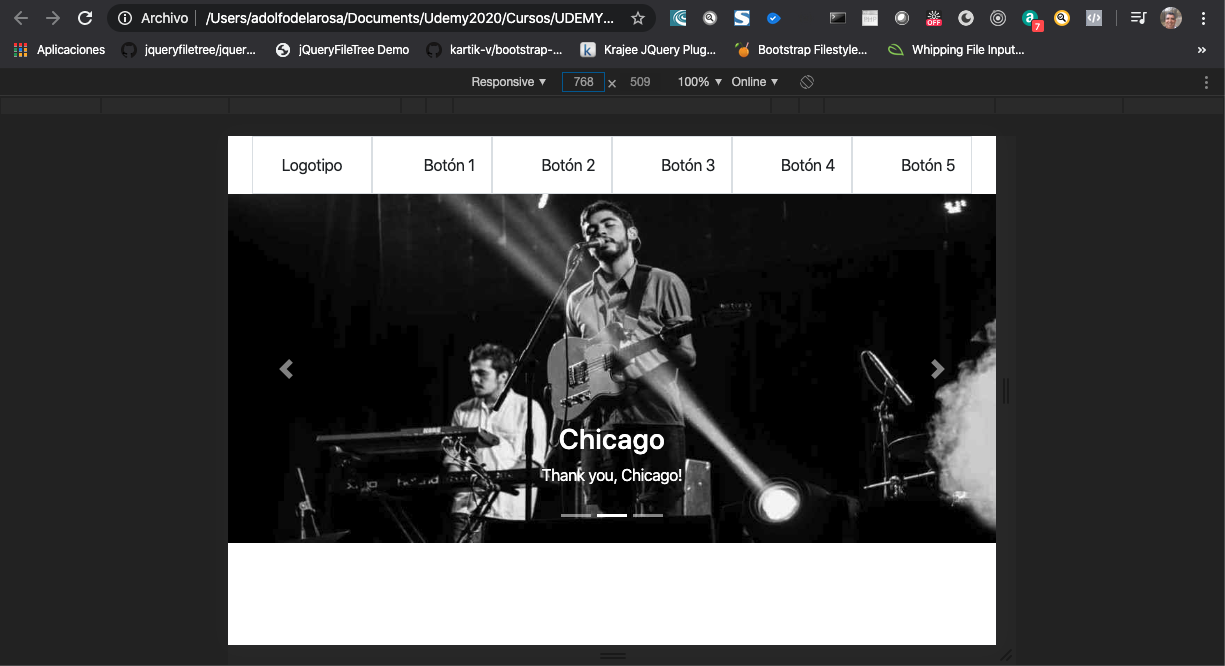 Archivo /Users/adolfodelarosa/Documents/Udemy2020/Cursos/UDEMY...
OFF
7
Aplicaciones jqueryfiletree/jquer... jQueryFileTree Demo kartik-v/bootstrap-... k Krajee JQuery Plug... Bootstrap Filestyle... Whipping File Input... »
Responsive ▼ 768 × 509 100% ▼ Online ▼
Logotipo Botón 1 Botón 2 Botón 3 Botón 4 Botón 5
Chicago
Thank you, Chicago!